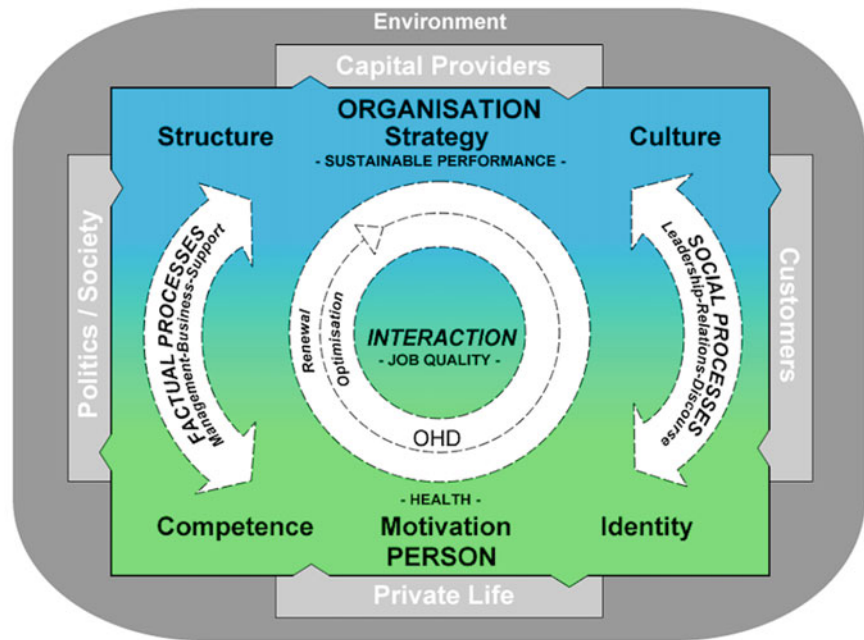 Environment
Capital Providers
ORGANISATION
Structure
Strategy
Culture
- SUSTAINABLE PERFORMANCE -
Politics / Society
FACTUAL PROCESSES
Management-Business-Support
Renewal
Optimisation
INTERACTION
- JOB QUALITY -
OHD
SOCIAL PROCESSES
Leadership-Relations-Discourse
Customers
- HEALTH -
Competence
Motivation
Identity
PERSON
Private Life